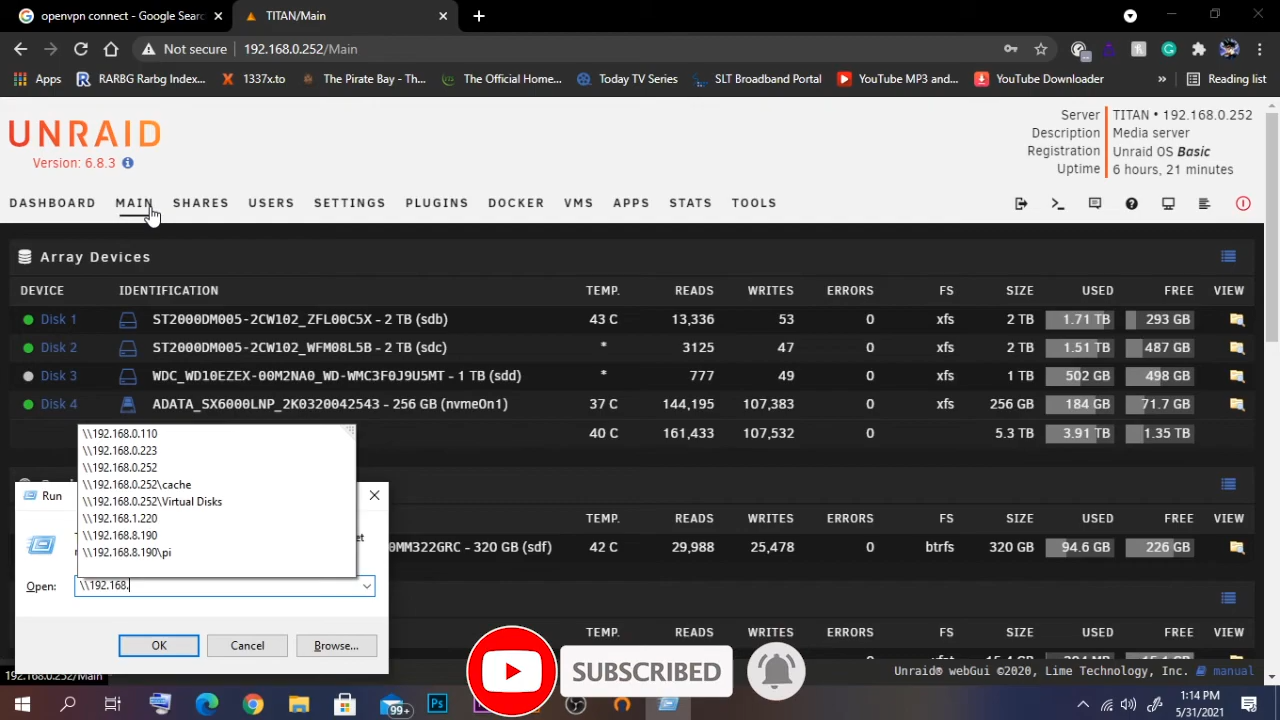 openvpn connect - Google Searc
TITAN/Main
Not secure
192.168.0.252/Main
Apps
RARBG Rarbg Index...
1337x.to
The Pirate Bay - Th...
The Official Home...
Today TV Series
SLT Broadband Portal
YouTube MP3 and...
YouTube Downloader
»
Reading list
UNRAID
Version: 6.8.3
Server TITAN • 192.168.0.252
Description Media server
Registration Unraid OS Basic
Uptime 6 hours, 21 minutes
DASHBOARD MAIN SHARES USERS SETTINGS PLUGINS DOCKER VMS APPS STATS TOOLS
Array Devices
DEVICE IDENTIFICATION TEMP. READS WRITES ERRORS FS SIZE USED FREE VIEW
Disk 1 ST2000DM005-2CW102_ZFL00C5X - 2 TB (sdb) 43 C 13,336 53 0 xfs 2 TB 1.71 TB 293 GB
Disk 2 ST2000DM005-2CW102_WFM08L5B - 2 TB (sdc) * 3125 47 0 xfs 2 TB 1.51 TB 487 GB
Disk 3 WDC_WD10EZEX-00M2NA0_WD-WMC3F0J9U5MT - 1 TB (sdd) * 777 49 0 xfs 1 TB 502 GB 498 GB
Disk 4 ADATA_SX6000LNP_2K0320042543 - 256 GB (nvme0n1) 37 C 144,195 107,383 0 xfs 256 GB 184 GB 71.7 GB
40 C 161,433 107,532 0 5.3 TB 3.91 TB 1.35 TB
\\192.168.0.110
\\192.168.0.223
\\192.168.0.252
\\192.168.0.252\cache
\\192.168.0.252\Virtual Disks
\\192.168.1.220
\\192.168.8.190
\\192.168.8.190\pi
Run
et
0MM322GRC - 320 GB (sdf) 42 C 29,988 25,478 0 btrfs 320 GB 94.6 GB 226 GB
Open: \\192.168.
OK
Cancel
Browse...
TEMP. READS WRITES ERRORS FS SIZE USED FREE VIEW
SUBSCRIBED
192.168.0.252/Main
Unraid® webGui ©2020, Lime Technology, Inc. manual
99+
Ps
1:14 PM
5/31/2021